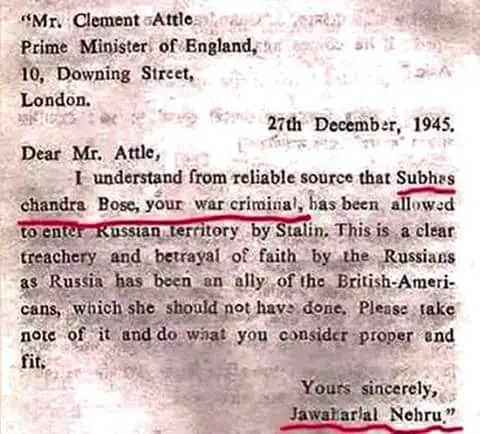 "Mr. Clement Attle
Prime Minister of England,
10, Downing Street,
London.
27th December, 1945.
Dear Mr. Attle,
I understand from reliable source that Subhas
chandra Bose, your war criminal, has been allowed
to enter Russian territory by Stalin. This is a clear
treachery and betrayal of faith by the Russians
as Russia has been an ally of the British-Ameri-
cans, which she should not have done. Please take
note of it and do what you consider proper and
fit.
Yours sincerely,
Jawaharlal Nehru."